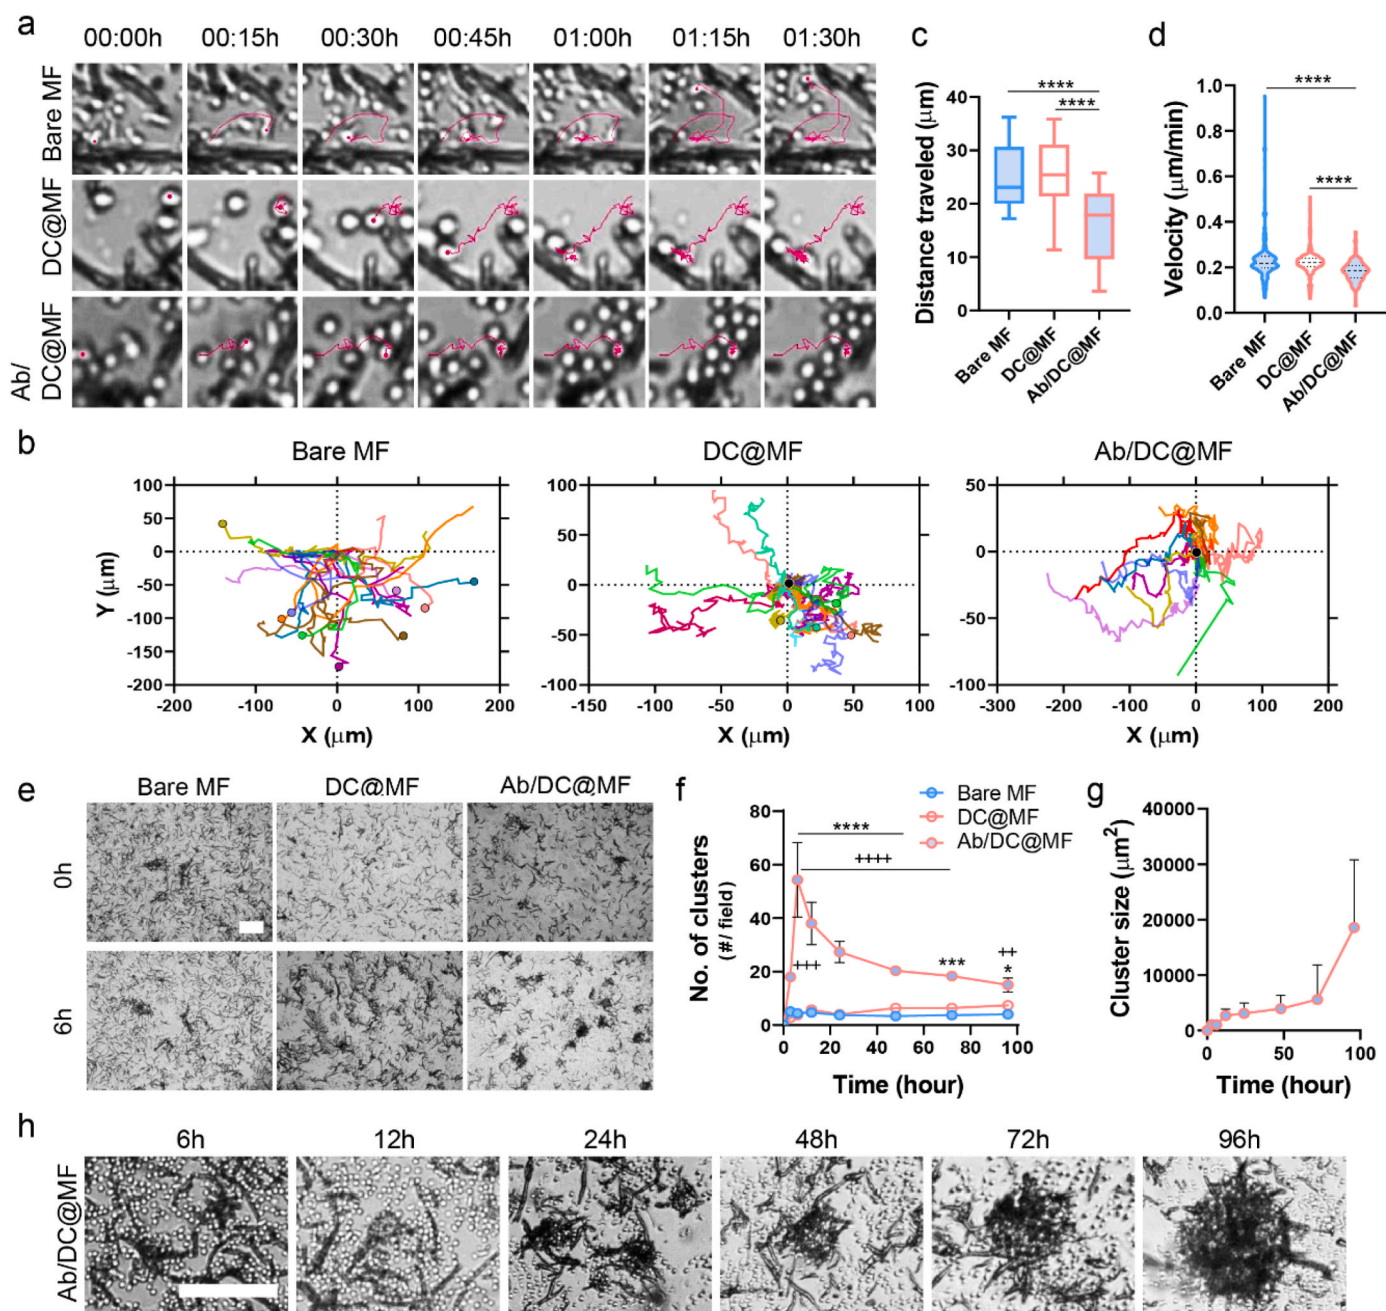 a
00:00h 00:15h 00:30h 00:45h 01:00h 01:15h 01:30h
Bare MF
DC@MF
Ab/
DC@MF
c
****
****
Distance traveled (μm)
40
30
20
10
0
Bare MF DC@MF Ab/DC@MF
d
****
****
Velocity (μm/min)
1.0
0.8
0.6
0.4
0.2
0.0
Bare MF DC@MF Ab/DC@MF
b
Bare MF
Y (μm)
100
50
0
-50
-100
-150
-200
-200 -100 0 100 200
X (μm)
DC@MF
100
50
0
-50
-100
-150 -100 -50 0 50 100
X (μm)
Ab/DC@MF
50
0
-50
-100
-300 -200 -100 0 100 200
X (μm)
e
Bare MF DC@MF Ab/DC@MF
0h
6h
f
Bare MF
DC@MF
Ab/DC@MF
No. of clusters
(#/ field)
80
60
40
20
0
****
++++
+++
***
++
*
0 20 40 60 80 100
Time (hour)
g
Cluster size (μm²)
40000
30000
20000
10000
0
0 50 100
Time (hour)
h
6h 12h 24h 48h 72h 96h
Ab/DC@MF